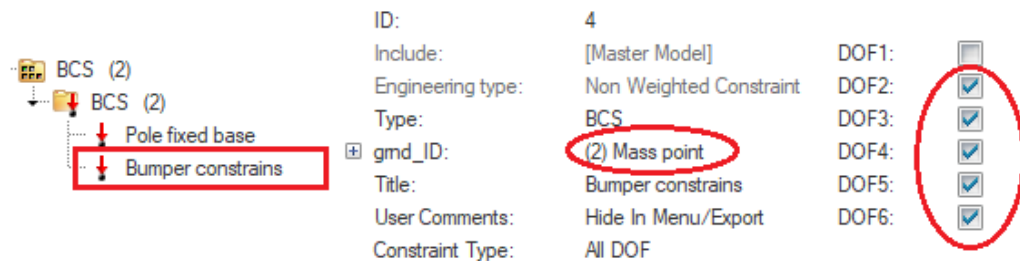 BCS (2)
BCS (2)
Pole fixed base
Bumper constrains
ID: 4
Include: [Master Model] DOF1:
Engineering type: Non Weighted Constraint DOF2:
Type: BCS DOF3:
grnd_ID: (2) Mass point DOF4:
Title: Bumper constrains DOF5:
User Comments: Hide In Menu/Export DOF6:
Constraint Type: All DOF